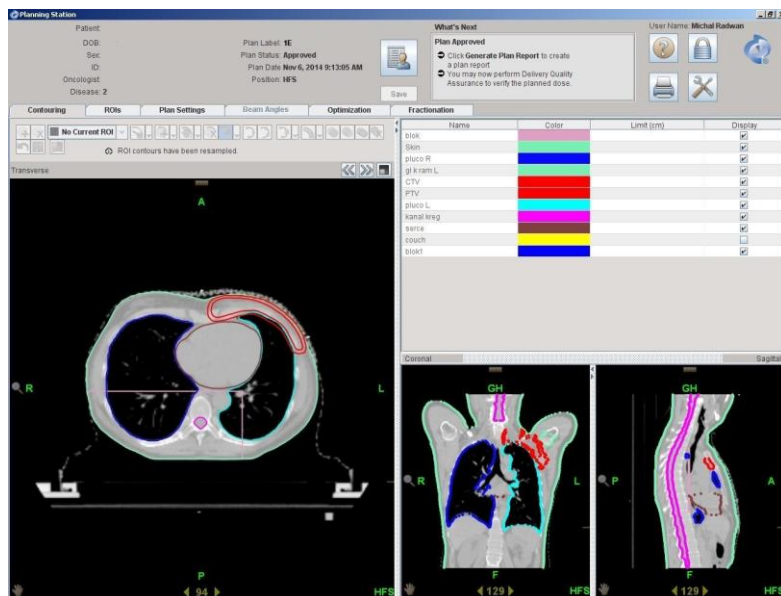 Planning Station
Patient:
DOB:
Sex:
ID:
Oncologist:
Disease: 2
Plan Label: 1E
Plan Status: Approved
Plan Date Nov 6, 2014 9:13:05 AM
Position: HFS
Save
What's Next
Plan Approved
Click Generate Plan Report to create
a plan report
You may now perform Delivery Quality
Assurance to verify the planned dose.
User Name: Michal Radwan
Contouring
ROIs
Plan Settings
Beam Angles
Optimization
Fractionation
No Current ROI
ROI contours have been resampled.
Name
Color
Limit (cm)
Display
blok
Skin
pluco R
gl k ram L
CTV
PTV
pluco L
kanal kreg
serce
couch
blok1
Transverse
A
R
L
P
94
HFS
Coronal
GH
R
L
F
129
HFS
Sagittal
GH
P
A
F
129
HFS